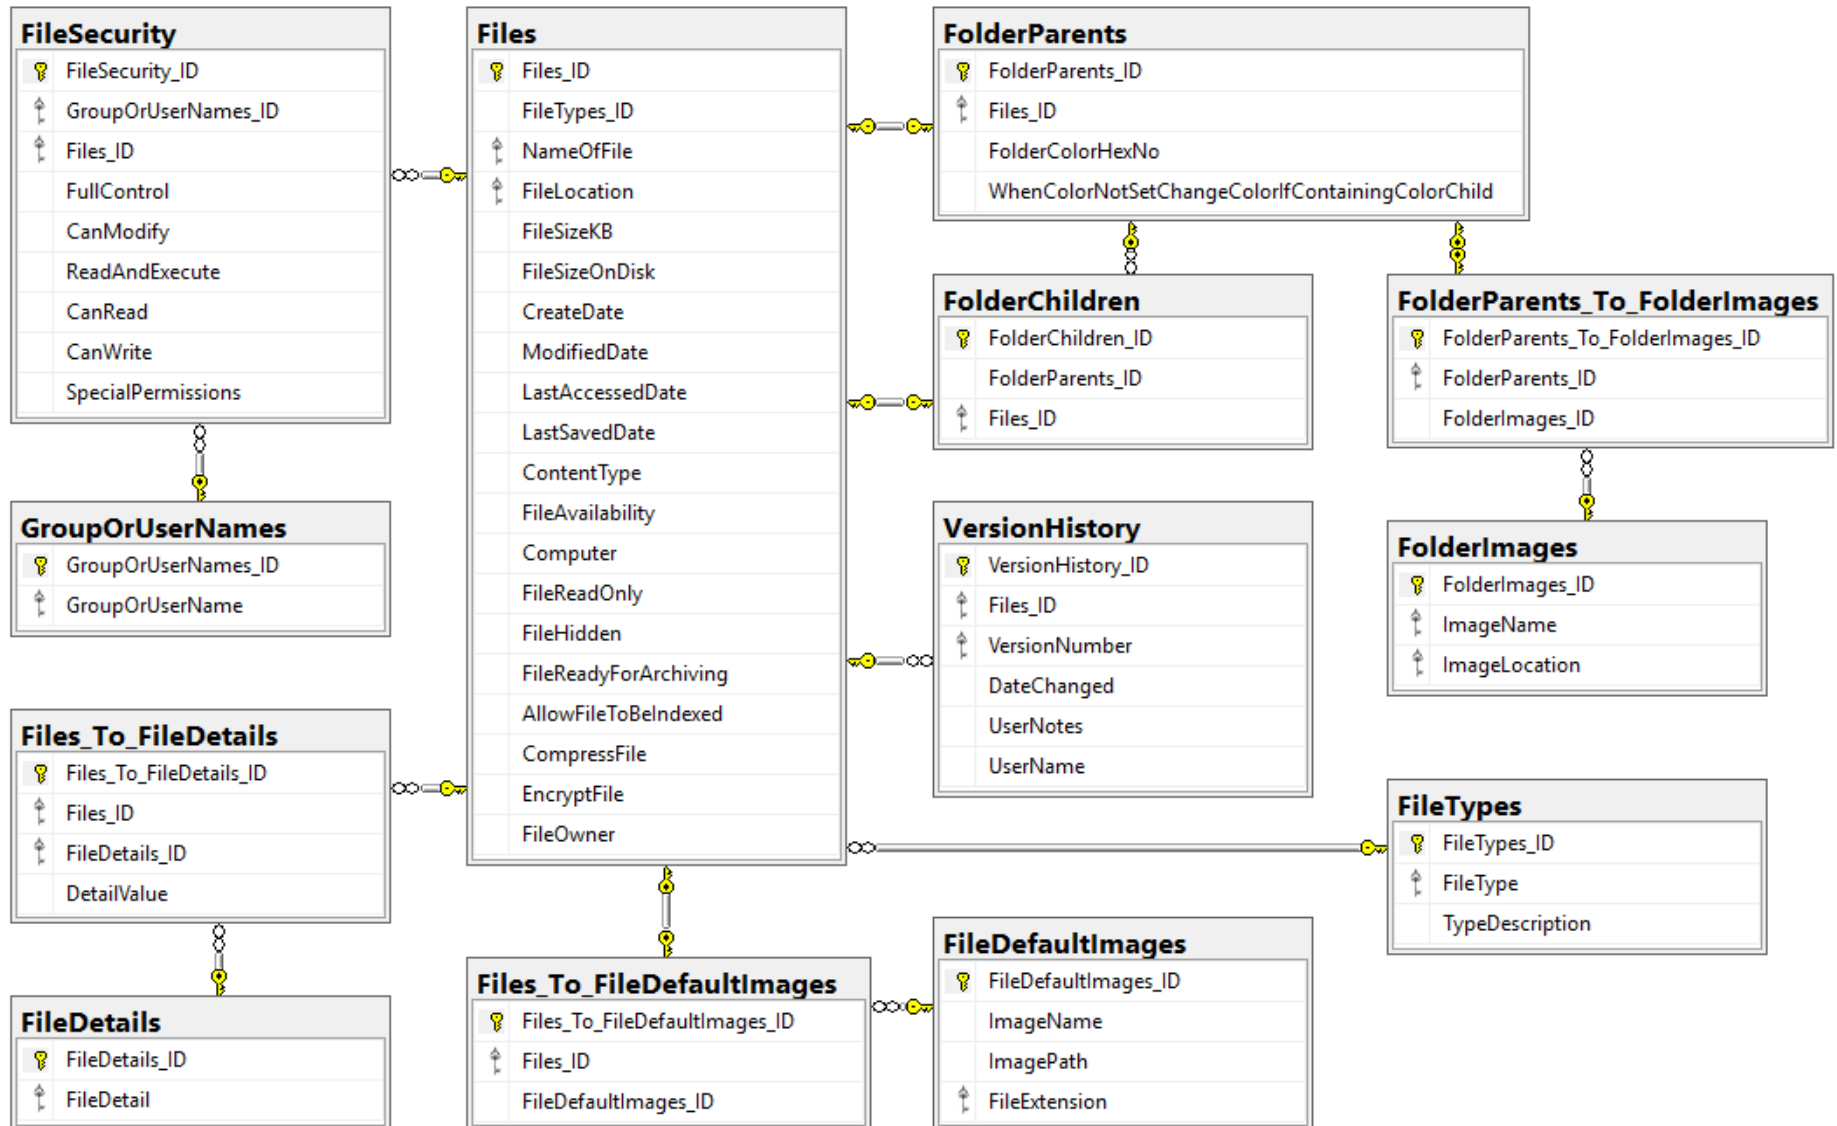 FileSecurity
FileSecurity_ID
GroupOrUserNames_ID
Files_ID
FullControl
CanModify
ReadAndExecute
CanRead
CanWrite
SpecialPermissions
Files
Files_ID
FileTypes_ID
NameOfFile
FileLocation
FileSizeKB
FileSizeOnDisk
CreateDate
ModifiedDate
LastAccessedDate
LastSavedDate
ContentType
FileAvailability
Computer
FileReadOnly
FileHidden
FileReadyForArchiving
AllowFileToBeIndexed
CompressFile
EncryptFile
FileOwner
FolderParents
FolderParents_ID
Files_ID
FolderColorHexNo
WhenColorNotSetChangeColorIfContainingColorChild
FolderChildren
FolderChildren_ID
FolderParents_ID
Files_ID
FolderParents_To_FolderImages
FolderParents_To_FolderImages_ID
FolderParents_ID
FolderImages_ID
GroupOrUserNames
GroupOrUserNames_ID
GroupOrUserName
VersionHistory
VersionHistory_ID
Files_ID
VersionNumber
DateChanged
UserNotes
UserName
FolderImages
FolderImages_ID
ImageName
ImageLocation
Files_To_FileDetails
Files_To_FileDetails_ID
Files_ID
FileDetails_ID
DetailValue
FileTypes
FileTypes_ID
FileType
TypeDescription
FileDetails
FileDetails_ID
FileDetail
Files_To_FileDefaultImages
Files_To_FileDefaultImages_ID
Files_ID
FileDefaultImages_ID
FileDefaultImages
FileDefaultImages_ID
ImageName
ImagePath
FileExtension